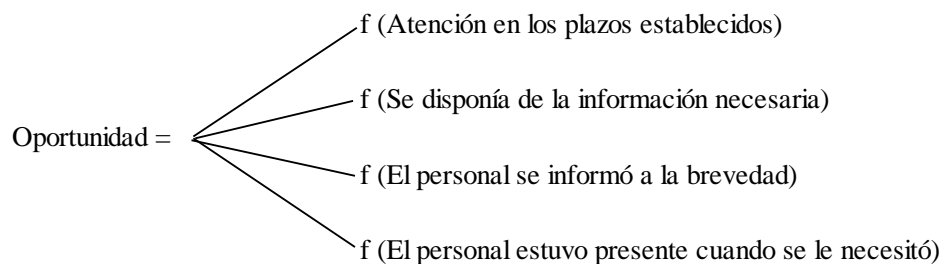 f (Atención en los plazos establecidos)
f (Se disponía de la información necesaria)
Oportunidad =
f (El personal se informó a la brevedad)
f (El personal estuvo presente cuando se le necesitó)